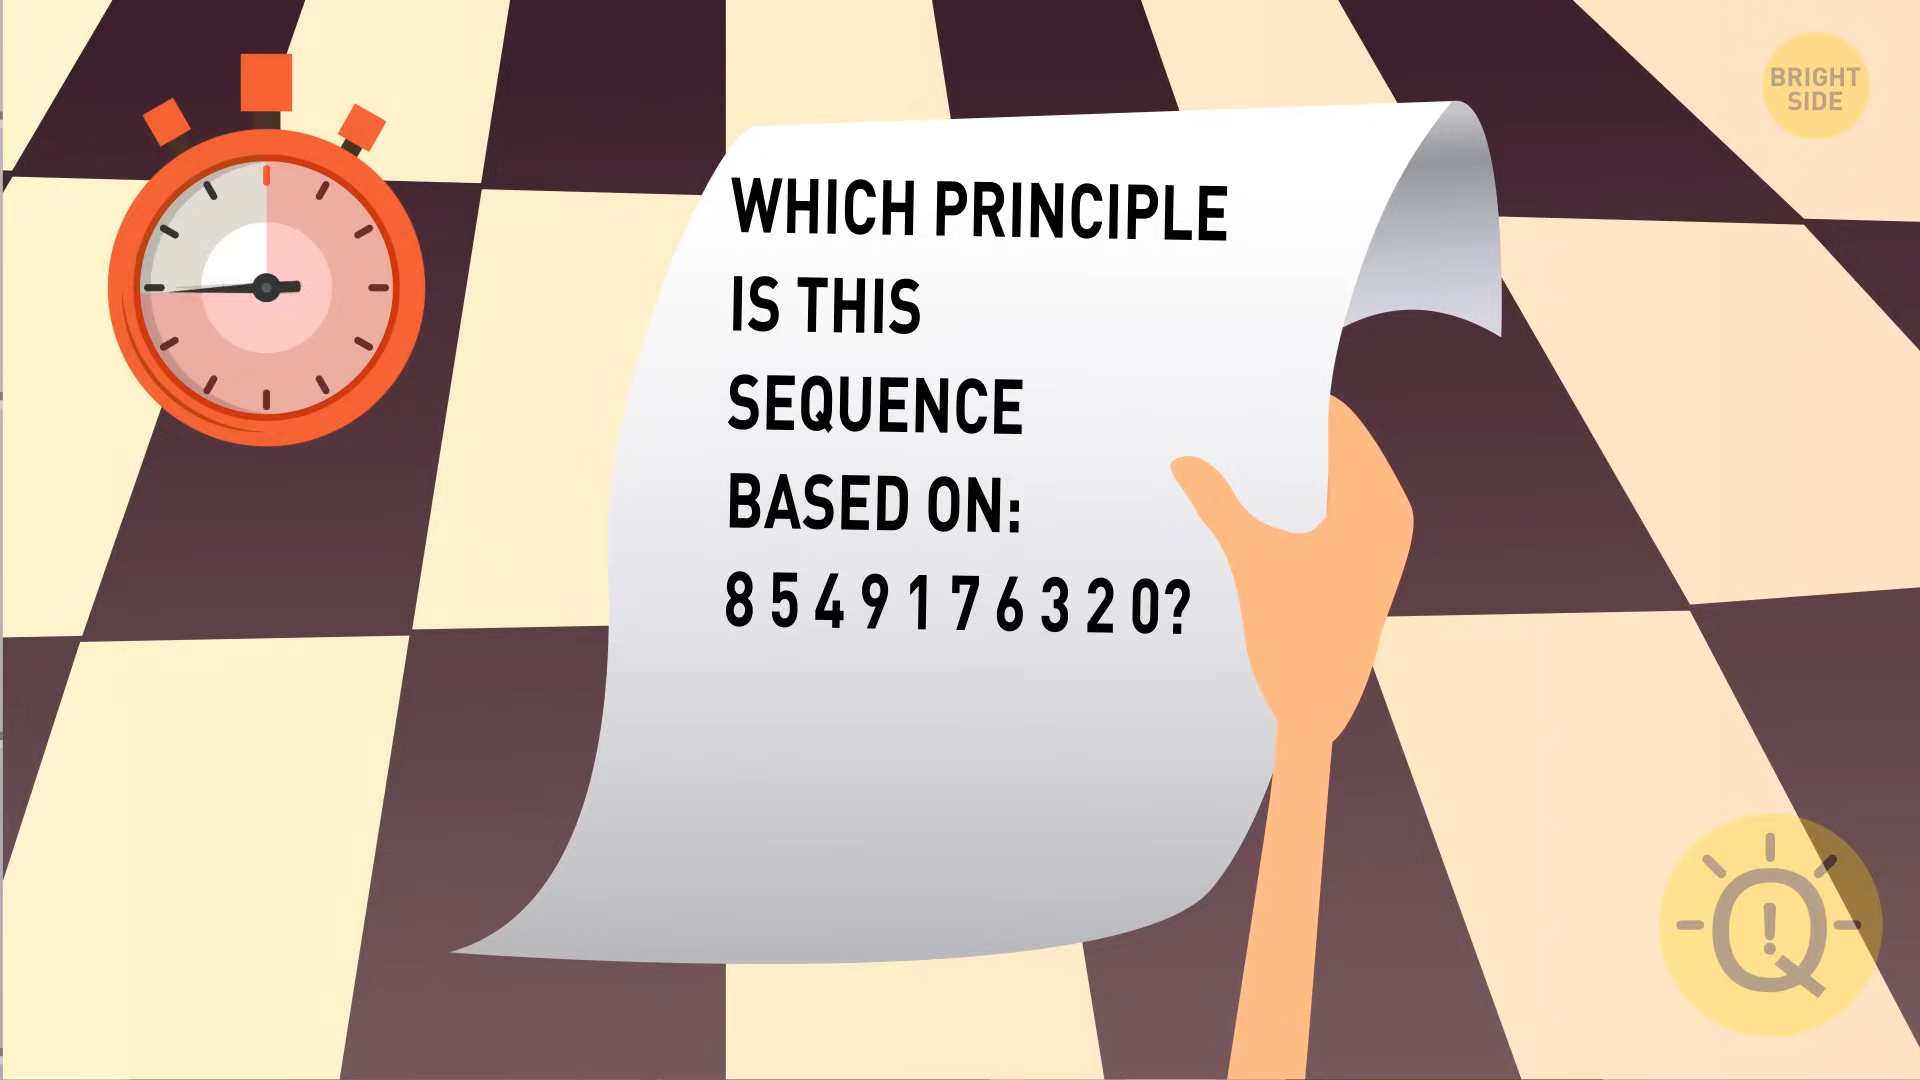 BRIGHT
SIDE
WHICH PRINCIPLE
IS THIS
SEQUENCE
BASED ON:
8 5 4 9 1 7 6 3 2 0?
Q!